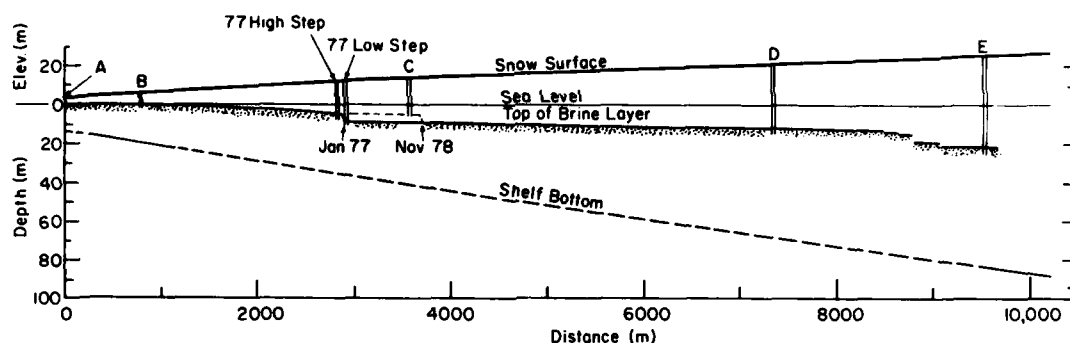 77 High Step
77 Low Step
Elev. (m)
20
0
A
B
C
D
E
Snow Surface
Sea Level
Top of Brine Layer
Jan 77
Nov 78
Shelf Bottom
Depth (m)
20
40
60
80
100
0
2000
4000
6000
8000
10,000
Distance (m)